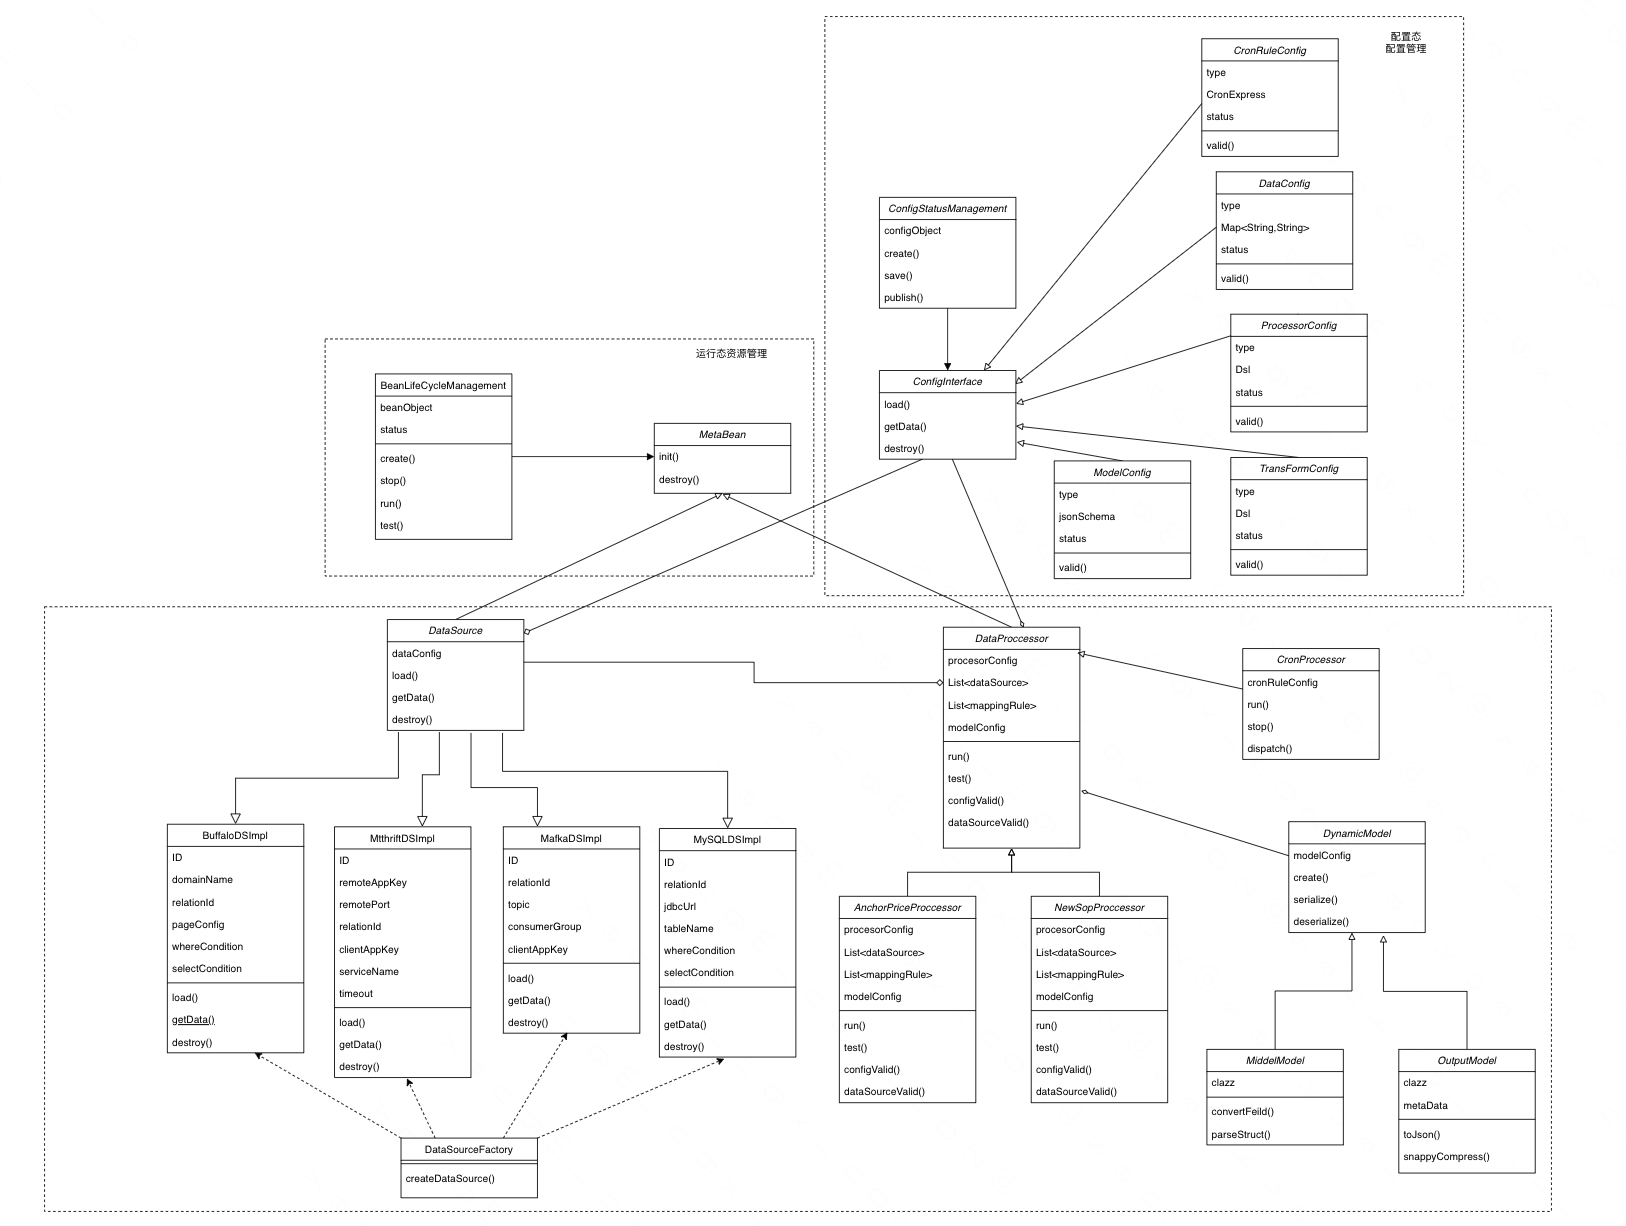 配置态
配置管理
CronRuleConfig
type
CronExpress
status
valid()
DataConfig
type
Map<String,String>
status
valid()
ConfigStatusManagement
configObject
create()
save()
publish()
ProcessorConfig
type
Dsl
status
valid()
ConfigInterface
load()
getData()
destroy()
ModelConfig
type
jsonSchema
status
valid()
TransFormConfig
type
Dsl
status
valid()
运行态资源管理
BeanLifeCycleManagement
beanObject
status
create()
stop()
run()
test()
MetaBean
init()
destroy()
DataSource
dataConfig
load()
getData()
destroy()
DataProccessor
procesorConfig
List<dataSource>
List<mappingRule>
modelConfig
run()
test()
configValid()
dataSourceValid()
CronProcessor
cronRuleConfig
run()
stop()
dispatch()
BuffaloDSImpl
ID
domainName
relationId
pageConfig
whereCondition
selectCondition
load()
getData()
destroy()
MtthriftDSImpl
ID
remoteAppKey
remotePort
relationId
clientAppKey
serviceName
timeout
load()
getData()
destroy()
MafkaDSImpl
ID
relationId
topic
consumerGroup
clientAppKey
load()
getData()
destroy()
MySQLDSImpl
ID
relationId
jdbcUrl
tableName
whereCondition
selectCondition
load()
getData()
destroy()
AnchorPriceProccessor
procesorConfig
List<dataSource>
List<mappingRule>
modelConfig
run()
test()
configValid()
dataSourceValid()
NewSopProccessor
procesorConfig
List<dataSource>
List<mappingRule>
modelConfig
run()
test()
configValid()
dataSourceValid()
DynamicModel
modelConfig
create()
serialize()
deserialize()
MiddelModel
clazz
convertFeild()
parseStruct()
OutputModel
clazz
metaData
toJson()
snappyCompress()
DataSourceFactory
createDataSource()